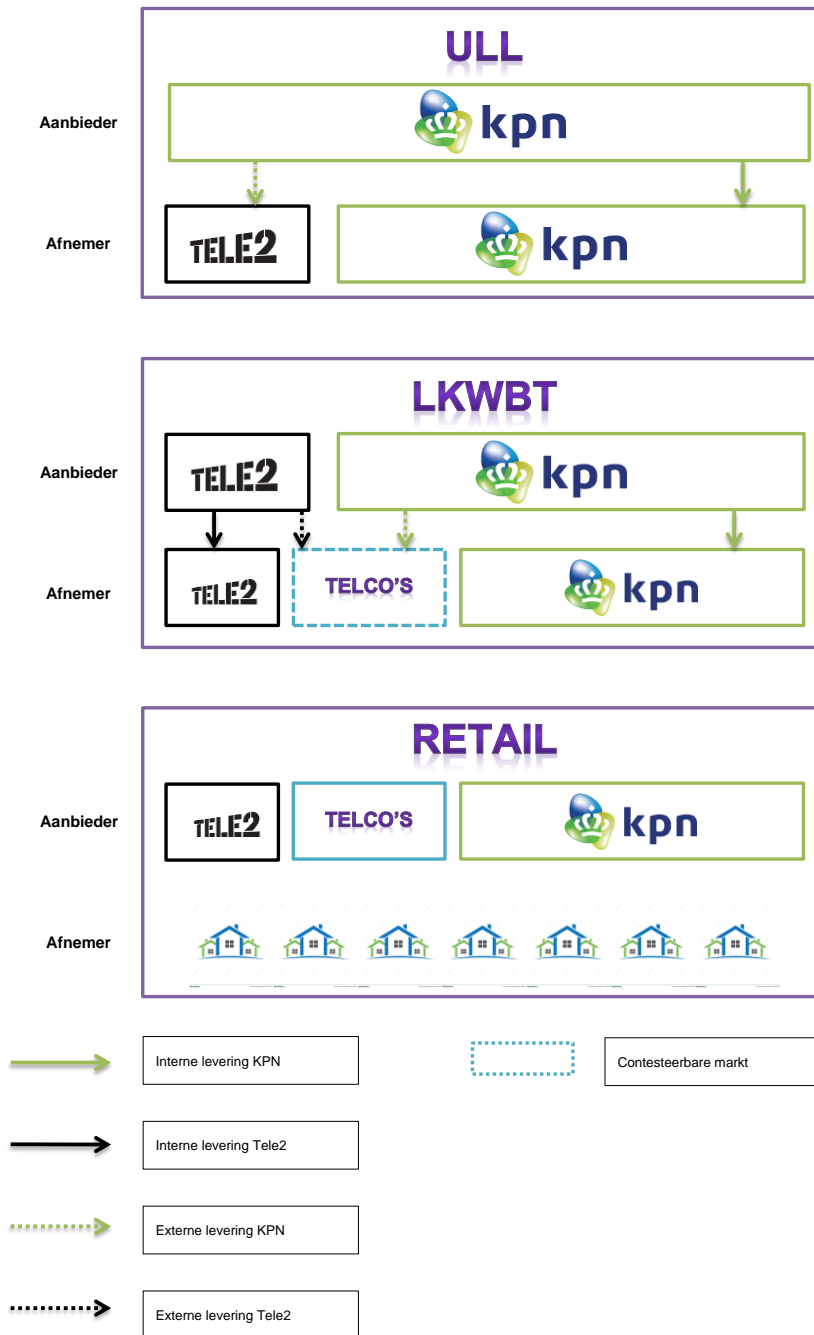 ULL
Aanbieder
kpn
Afnemer
TELE2
kpn
LKWBT
Aanbieder
TELE2
kpn
Afnemer
TELE2
TELCO'S
kpn
RETAIL
Aanbieder
TELE2
TELCO'S
kpn
Afnemer
Interne levering KPN
Contesteerbare markt
Interne levering Tele2
Externe levering KPN
Externe levering Tele2